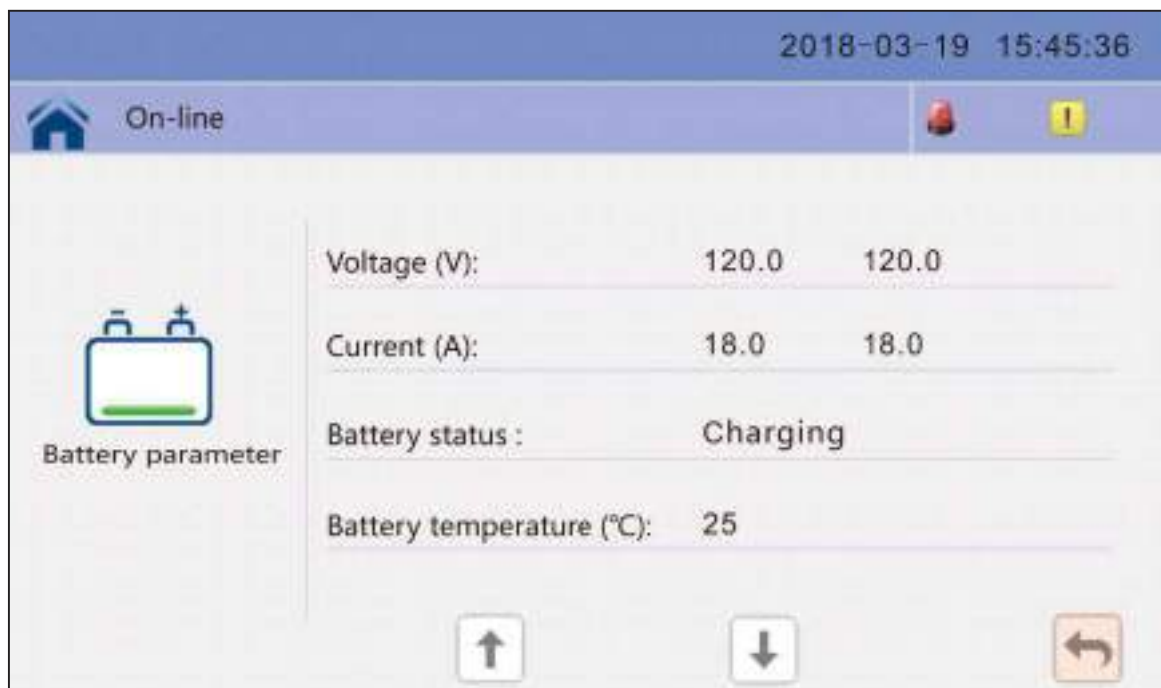 2018-03-19 15:45:36
On-line
!
Voltage (V): 120.0 120.0
Current (A): 18.0 18.0
Battery status : Charging
Battery temperature (℃): 25
- +
Battery parameter